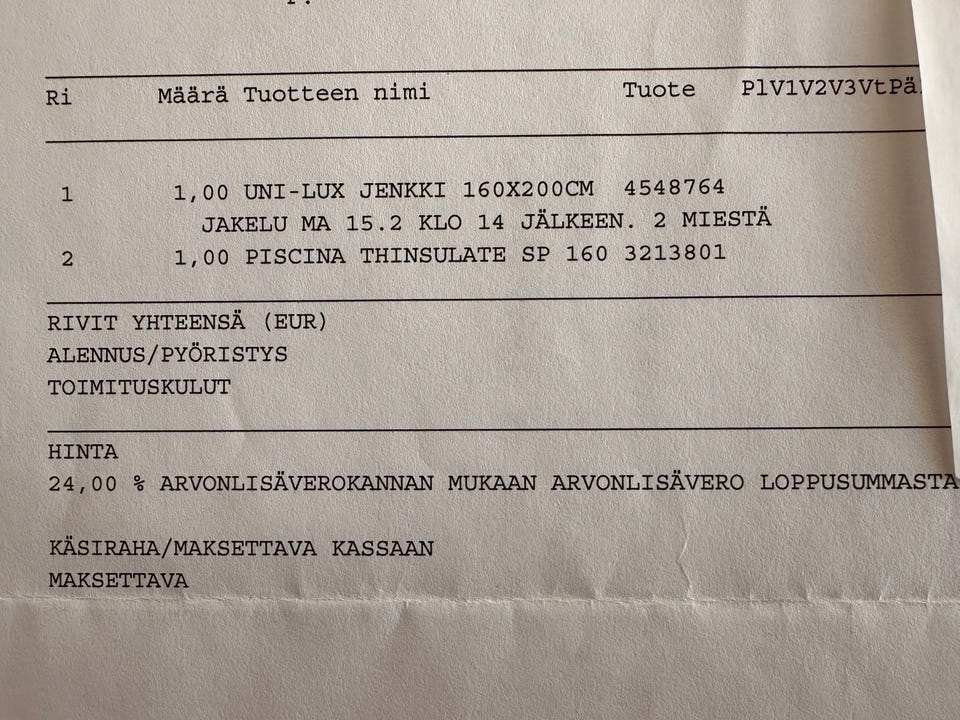 Ri Määrä Tuotteen nimi Tuote PlV1V2V3VtPä
1 1,00 UNI-LUX JENKKI 160X200CM 4548764
JAKELU MA 15.2 KLO 14 JÄLKEEN. 2 MIESTÄ
2 1,00 PISCINA THINSULATE SP 160 3213801
RIVIT YHTEENSÄ (EUR)
ALENNUS/PYÖRISTYS
TOIMITUSKULUT
HINTA
24,00 % ARVONLISÄVEROKANNAN MUKAAN ARVONLISÄVERO LOPPUSUMMASTA
KÄSIRAHA/MAKSETTAVA KASSAAN
MAKSETTAVA